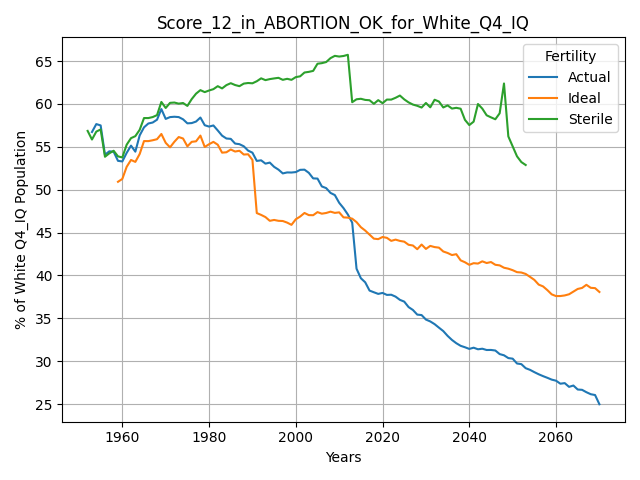 Score_12_in_ABORTION_OK_for_White_Q4_IQ
Fertility
Actual
Ideal
Sterile
% of White Q4_IQ Population
65
60
55
50
45
40
35
30
25
1960
1980
2000
2020
2040
2060
Years